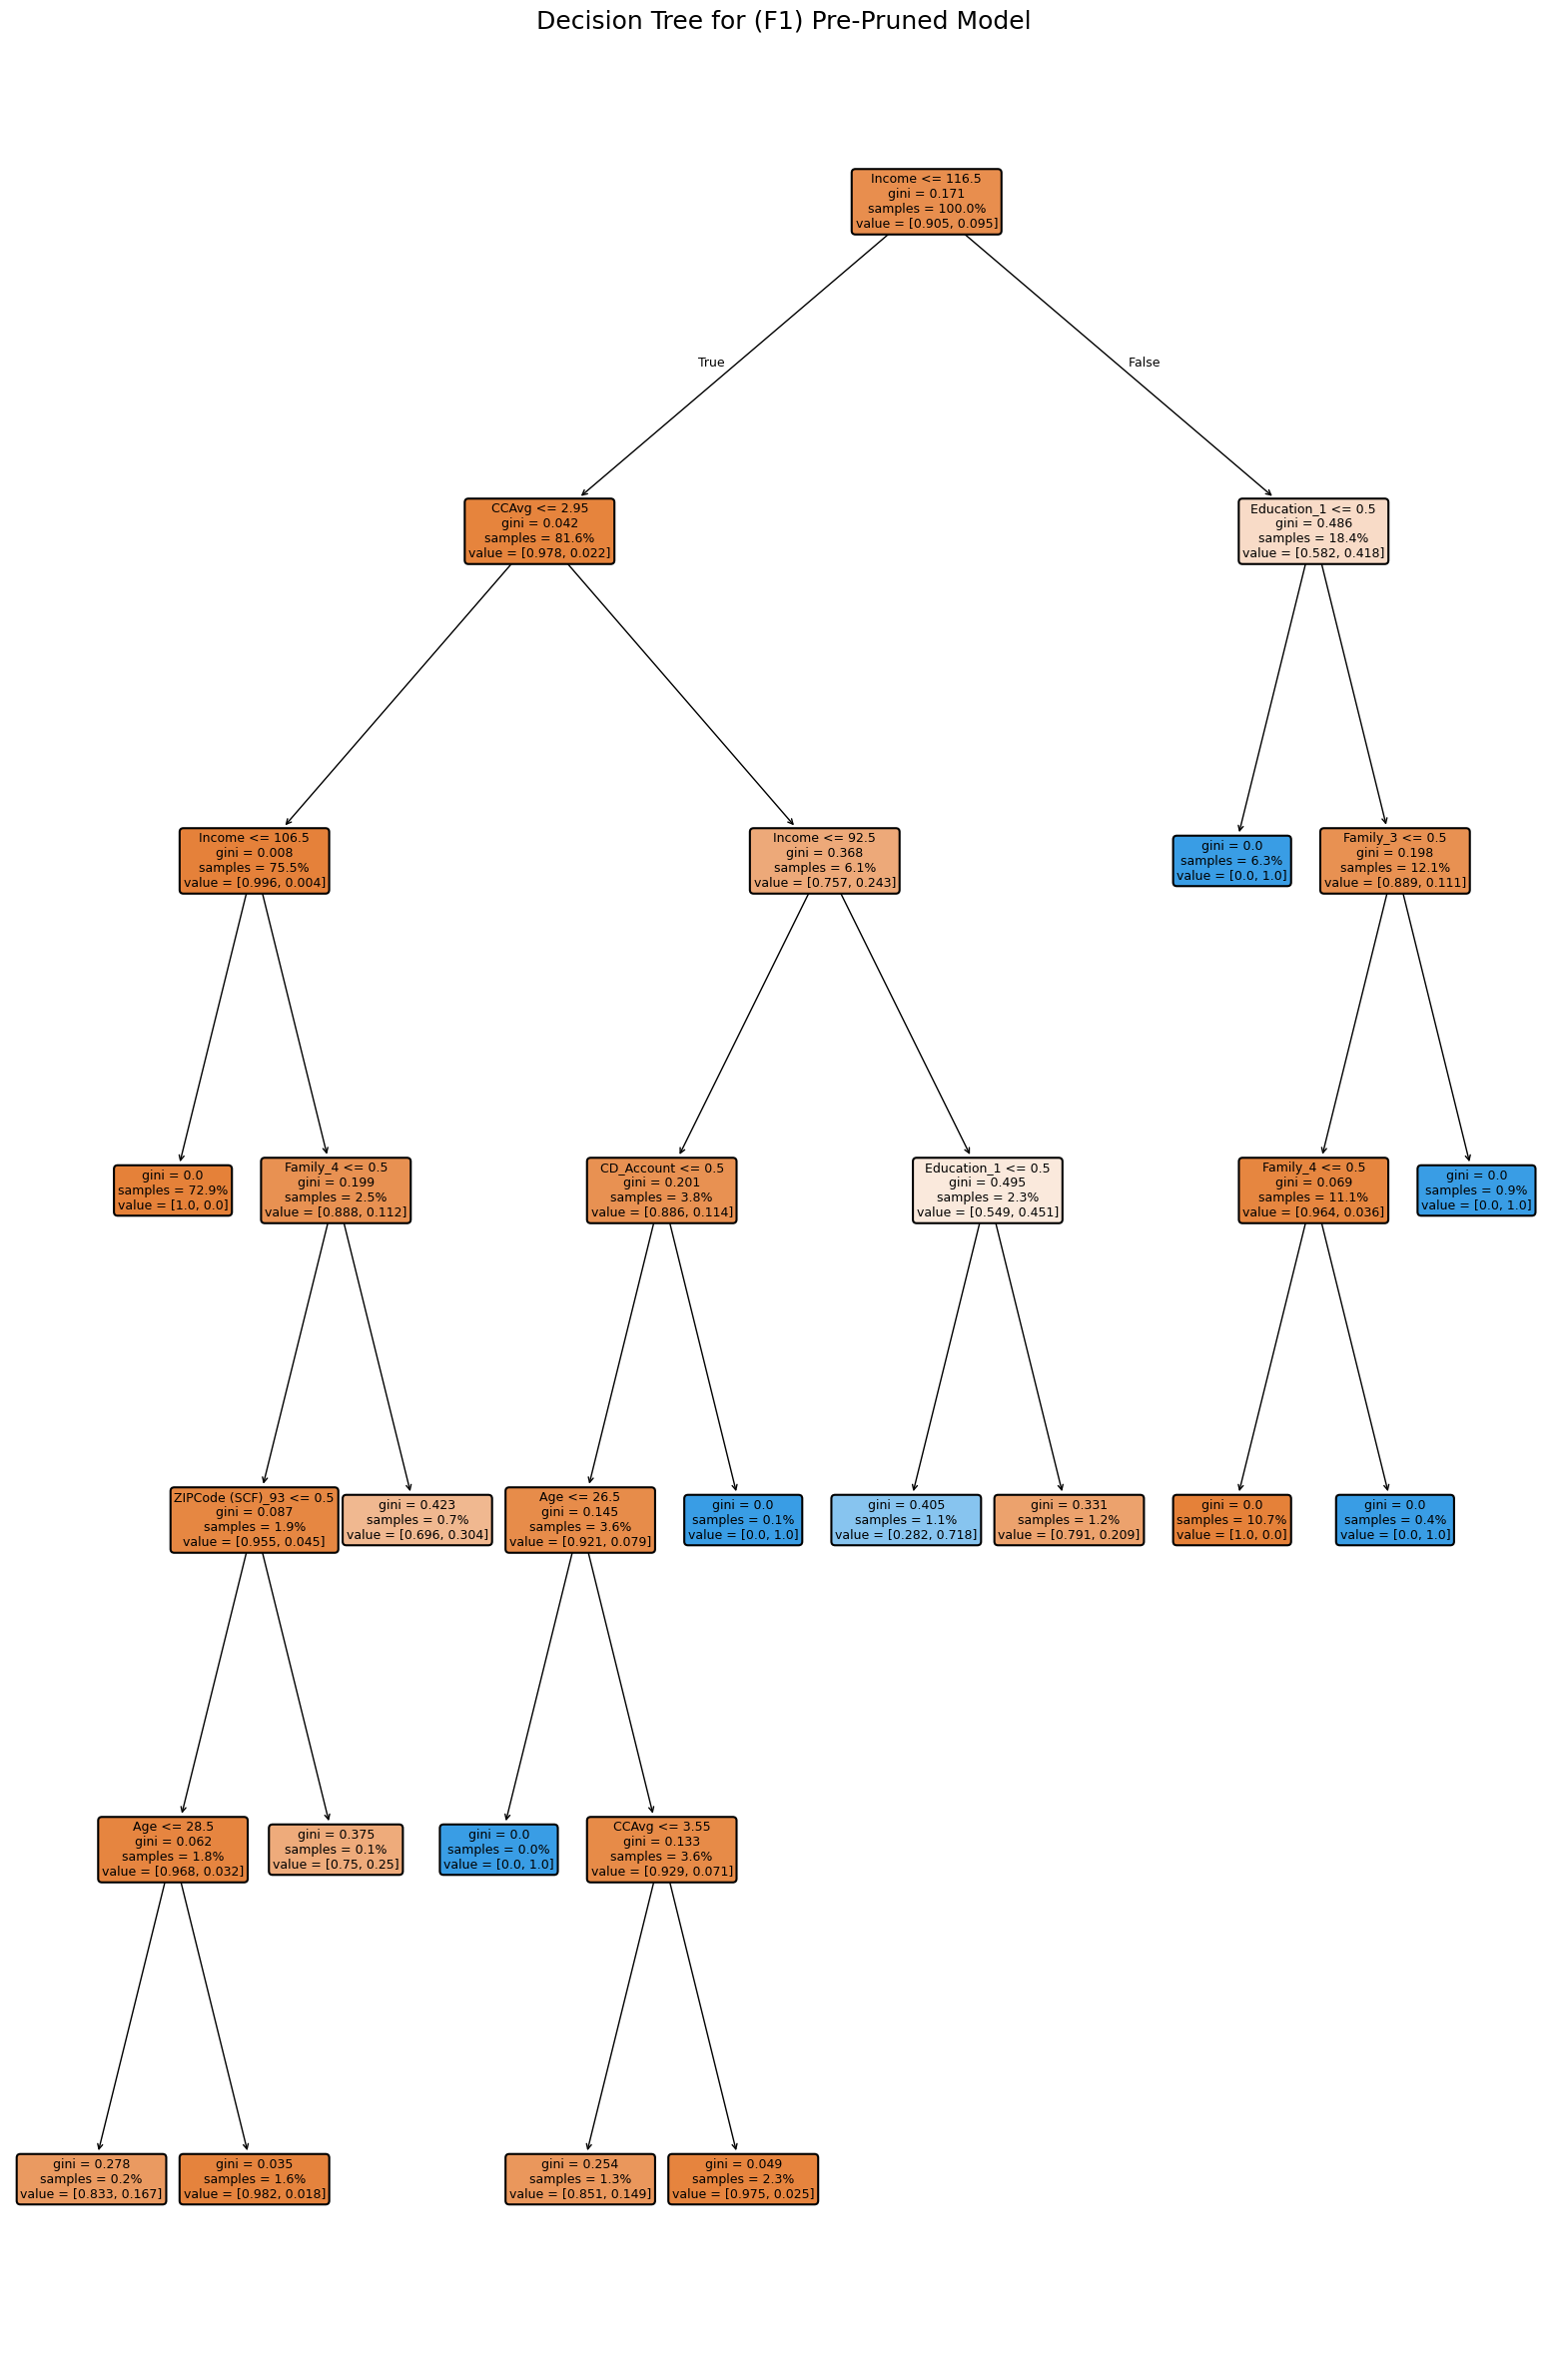 Decision Tree for (F1) Pre-Pruned Model
Income <= 116.5
gini = 0.171
samples = 100.0%
value = [0.905, 0.095]
True
False
CCAvg <= 2.95
gini = 0.042
samples = 81.6%
value = [0.978, 0.022]
Education_1 <= 0.5
gini = 0.486
samples = 18.4%
value = [0.582, 0.418]
Income <= 106.5
gini = 0.008
samples = 75.5%
value = [0.996, 0.004]
Income <= 92.5
gini = 0.368
samples = 6.1%
value = [0.757, 0.243]
gini = 0.0
samples = 6.3%
value = [0.0, 1.0]
Family_3 <= 0.5
gini = 0.198
samples = 12.1%
value = [0.889, 0.111]
gini = 0.0
samples = 72.9%
value = [1.0, 0.0]
Family_4 <= 0.5
gini = 0.199
samples = 2.5%
value = [0.888, 0.112]
CD_Account <= 0.5
gini = 0.201
samples = 3.8%
value = [0.886, 0.114]
Education_1 <= 0.5
gini = 0.495
samples = 2.3%
value = [0.549, 0.451]
Family_4 <= 0.5
gini = 0.069
samples = 11.1%
value = [0.964, 0.036]
gini = 0.0
samples = 0.9%
value = [0.0, 1.0]
ZIPCode (SCF)_93 <= 0.5
gini = 0.087
samples = 1.9%
value = [0.955, 0.045]
gini = 0.423
samples = 0.7%
value = [0.696, 0.304]
Age <= 26.5
gini = 0.145
samples = 3.6%
value = [0.921, 0.079]
gini = 0.0
samples = 0.1%
value = [0.0, 1.0]
gini = 0.405
samples = 1.1%
value = [0.282, 0.718]
gini = 0.331
samples = 1.2%
value = [0.791, 0.209]
gini = 0.0
samples = 10.7%
value = [1.0, 0.0]
gini = 0.0
samples = 0.4%
value = [0.0, 1.0]
Age <= 28.5
gini = 0.062
samples = 1.8%
value = [0.968, 0.032]
gini = 0.375
samples = 0.1%
value = [0.75, 0.25]
gini = 0.0
samples = 0.0%
value = [0.0, 1.0]
CCAvg <= 3.55
gini = 0.133
samples = 3.6%
value = [0.929, 0.071]
gini = 0.278
samples = 0.2%
value = [0.833, 0.167]
gini = 0.035
samples = 1.6%
value = [0.982, 0.018]
gini = 0.254
samples = 1.3%
value = [0.851, 0.149]
gini = 0.049
samples = 2.3%
value = [0.975, 0.025]